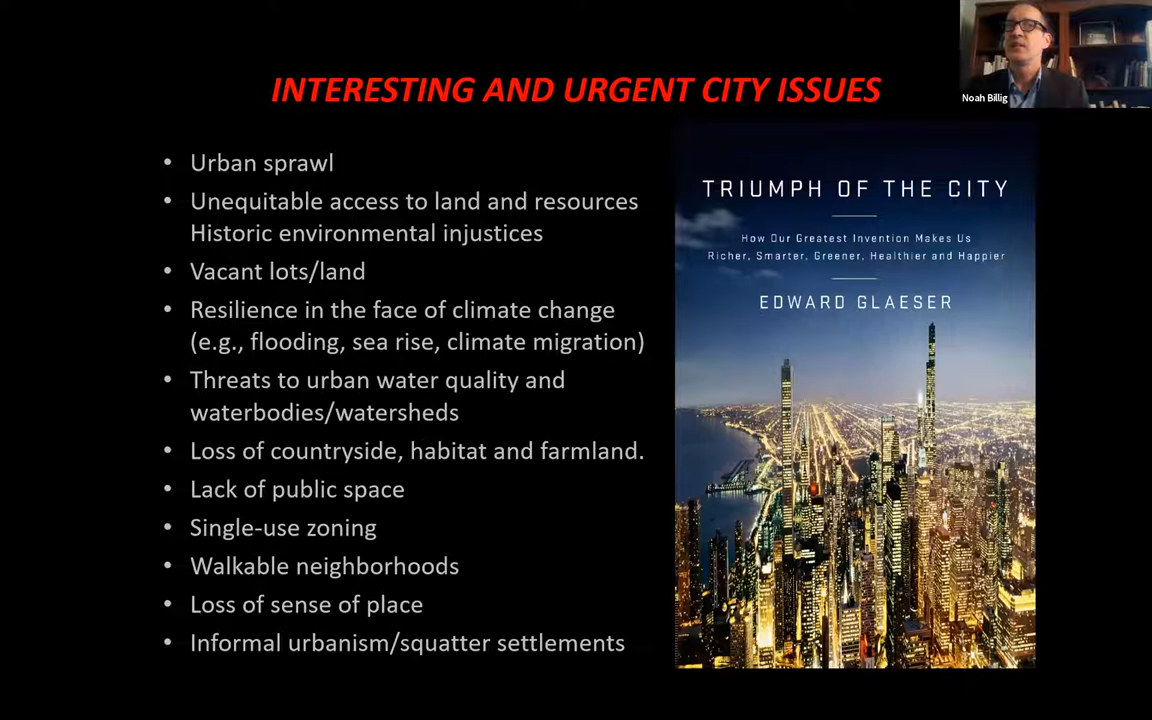 INTERESTING AND URGENT CITY ISSUES
• Urban sprawl
• Unequitable access to land and resources
Historic environmental injustices
• Vacant lots/land
• Resilience in the face of climate change
(e.g., flooding, sea rise, climate migration)
• Threats to urban water quality and
waterbodies/watersheds
• Loss of countryside, habitat and farmland.
• Lack of public space
• Single-use zoning
• Walkable neighborhoods
• Loss of sense of place
• Informal urbanism/squatter settlements
TRIUMPH OF THE CITY
How Our Greatest Invention Makes Us
Richer, Smarter, Greener, Healthier and Happier
EDWARD GLAESER
Noah Billig